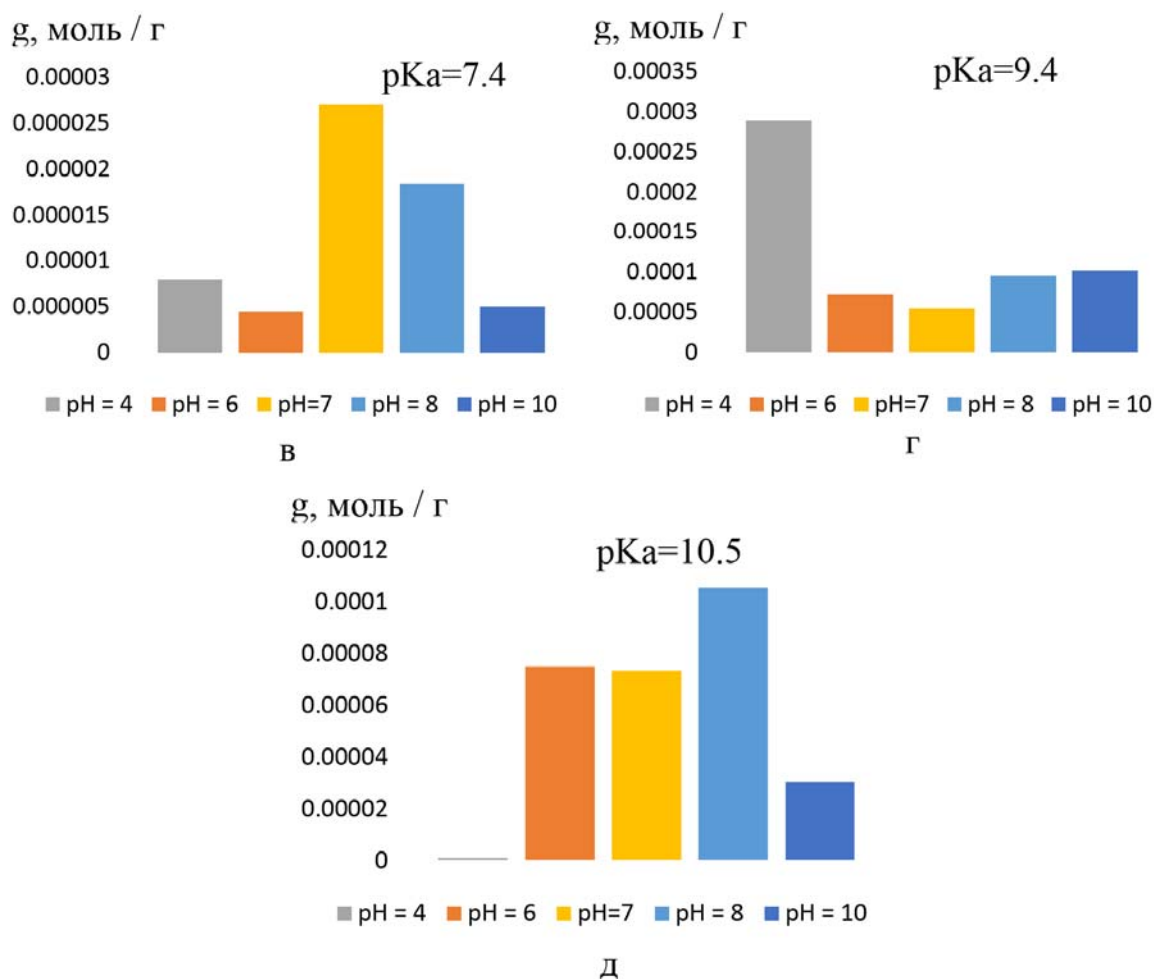 g, моль / г
pKa=7.4
0.00003
0.000025
0.00002
0.000015
0.00001
0.000005
0
pH = 4 pH = 6 pH=7 pH = 8 pH = 10
в
g, моль / г
pKa=9.4
0.00035
0.0003
0.00025
0.0002
0.00015
0.0001
0.00005
0
pH = 4 pH = 6 pH=7 pH = 8 pH = 10
г
g, моль / г
pKa=10.5
0.00012
0.0001
0.00008
0.00006
0.00004
0.00002
0
pH = 4 pH = 6 pH=7 pH = 8 pH = 10
д